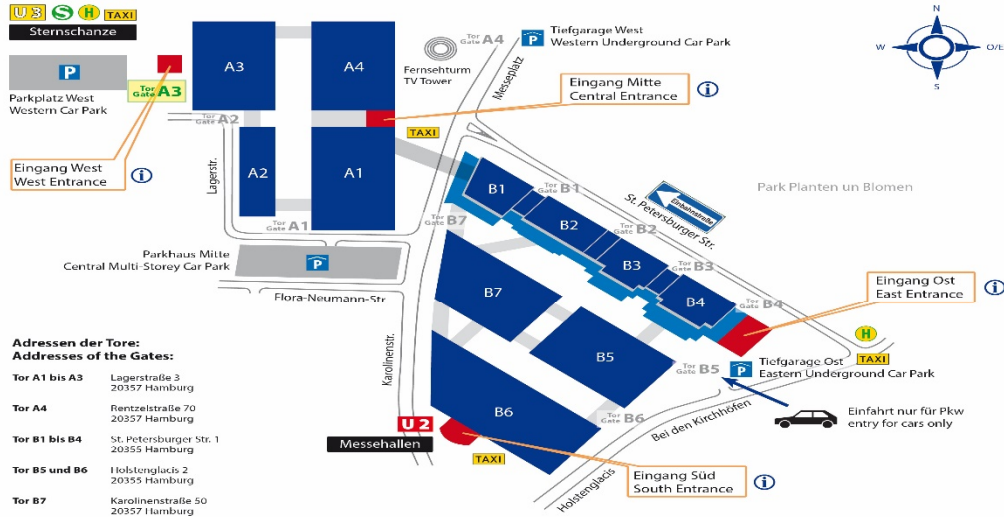 U3 S H TAXI
Sternschanze
P
Parkplatz West
Western Car Park
Tor
Gate A3
Eingang West
West Entrance
i
A3
A4
Tor
Gate A2
Lagerstr.
A2
A1
Tor
Gate A1
Fernsehturm
TV Tower
Tor
Gate A4
Messeplatz
P
Tiefgarage West
Western Underground Car Park
Eingang Mitte
Central Entrance
i
TAXI
N
W
O/E
S
B1
Tor
Gate B1
B2
Tor
Gate B2
B3
Tor
Gate B3
B4
Tor
Gate B4
Einbahnstraße
St. Petersburger Str.
Park Planten un Blomen
Tor
Gate B7
Parkhaus Mitte
Central Multi-Storey Car Park
P
Flora-Neumann-Str
Karolinenstr.
B7
B5
B6
Eingang Ost
East Entrance
i
H
TAXI
Tor
Gate B5
P
Tiefgarage Ost
Eastern Underground Car Park
Einfahrt nur für Pkw
entry for cars only
Tor
Gate B6
Bei den Kirchhöfen
Holstenglacis
U2
Messehallen
TAXI
Eingang Süd
South Entrance
i
Adressen der Tore:
Addresses of the Gates:
Tor A1 bis A3 Lagerstraße 3
20357 Hamburg
Tor A4 Rentzelstraße 70
20357 Hamburg
Tor B1 bis B4 St. Petersburger Str. 1
20355 Hamburg
Tor B5 und B6 Holstenglacis 2
20355 Hamburg
Tor B7 Karolinenstraße 50
20357 Hamburg